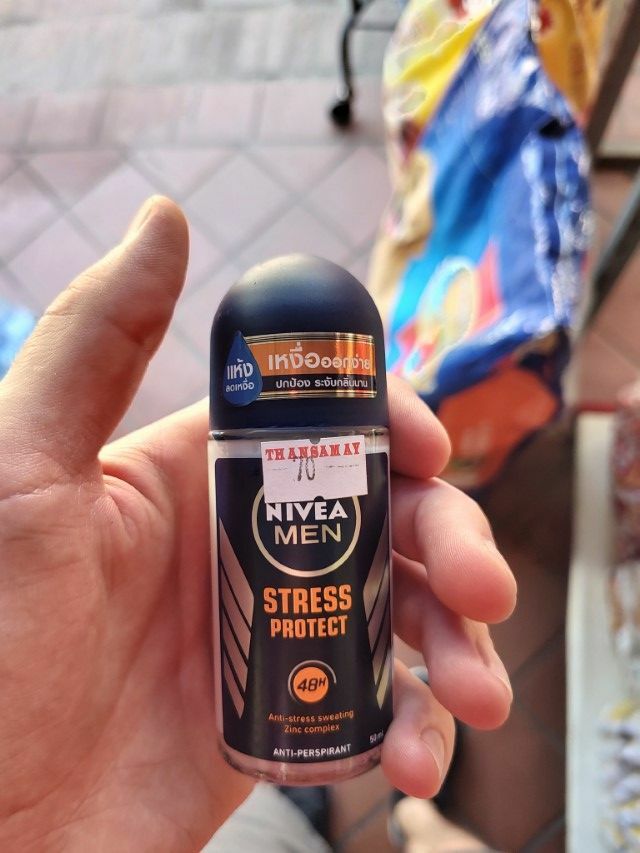 แห้ง
ลดเหงื่อ
เหงื่อออกง่าย
ปกป้อง ระงับกลิ่นนาน
THANSAMAY
70
NIVEA
MEN
STRESS
PROTECT
48H
Anti-stress sweating
Zinc complex
50 ml
ANTI-PERSPIRANT